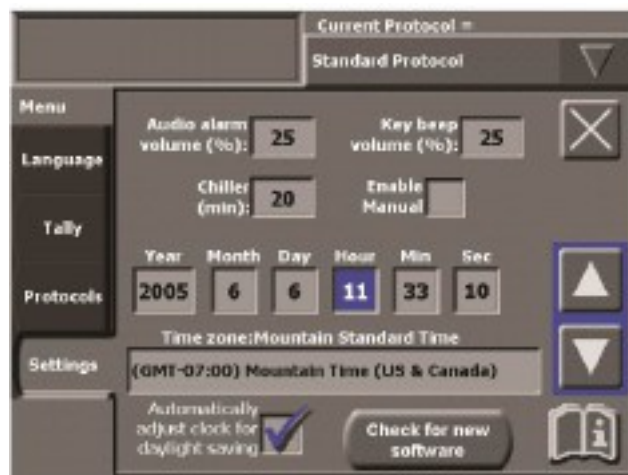 Current Protocol =
Standard Protocol
Menu
Language
Tally
Protocols
Settings
Audio alarm
volume (%):
25
Key beep
volume (%):
25
Chiller
(min):
20
Enable
Manual
Year Month Day Hour Min Sec
2005 6 6 11 33 10
Time zone:Mountain Standard Time
(GMT-07:00) Mountain Time (US & Canada)
Automatically
adjust clock for
daylight saving
Check for new
software
i